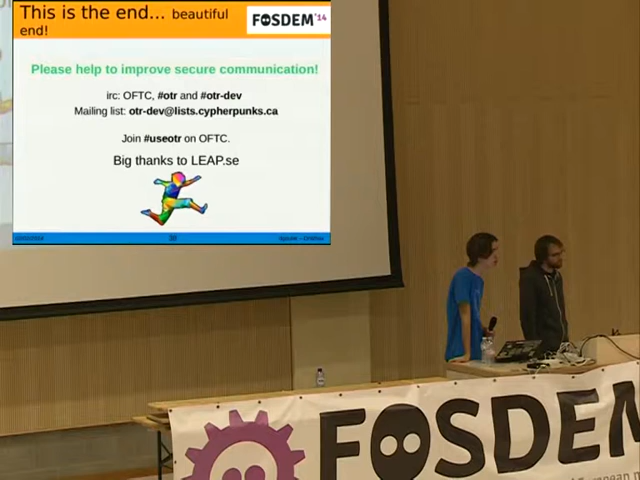 This is the end... beautiful
end!
FOSDEM'14
Please help to improve secure communication!
irc: OFTC, #otr and #otr-dev
Mailing list: otr-dev@lists.cypherpunks.ca
Join #useotr on OFTC.
Big thanks to LEAP.se
38
FOSDEM